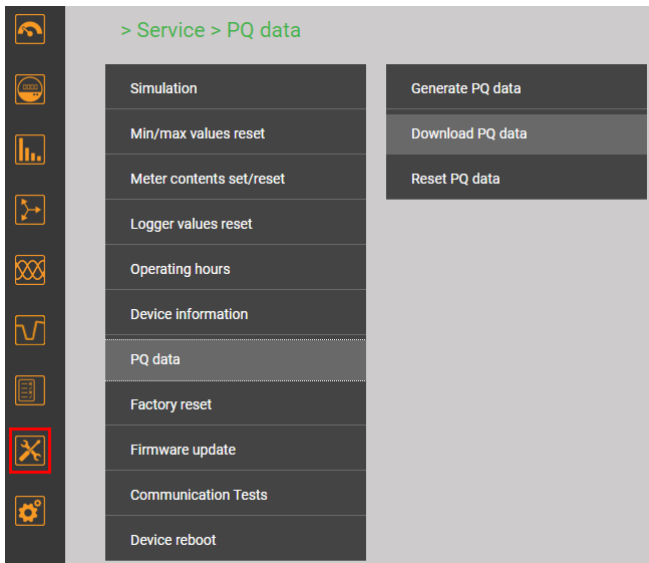 > Service > PQ data
Simulation
Min/max values reset
Meter contents set/reset
Logger values reset
Operating hours
Device information
PQ data
Factory reset
Firmware update
Communication Tests
Device reboot
Generate PQ data
Download PQ data
Reset PQ data